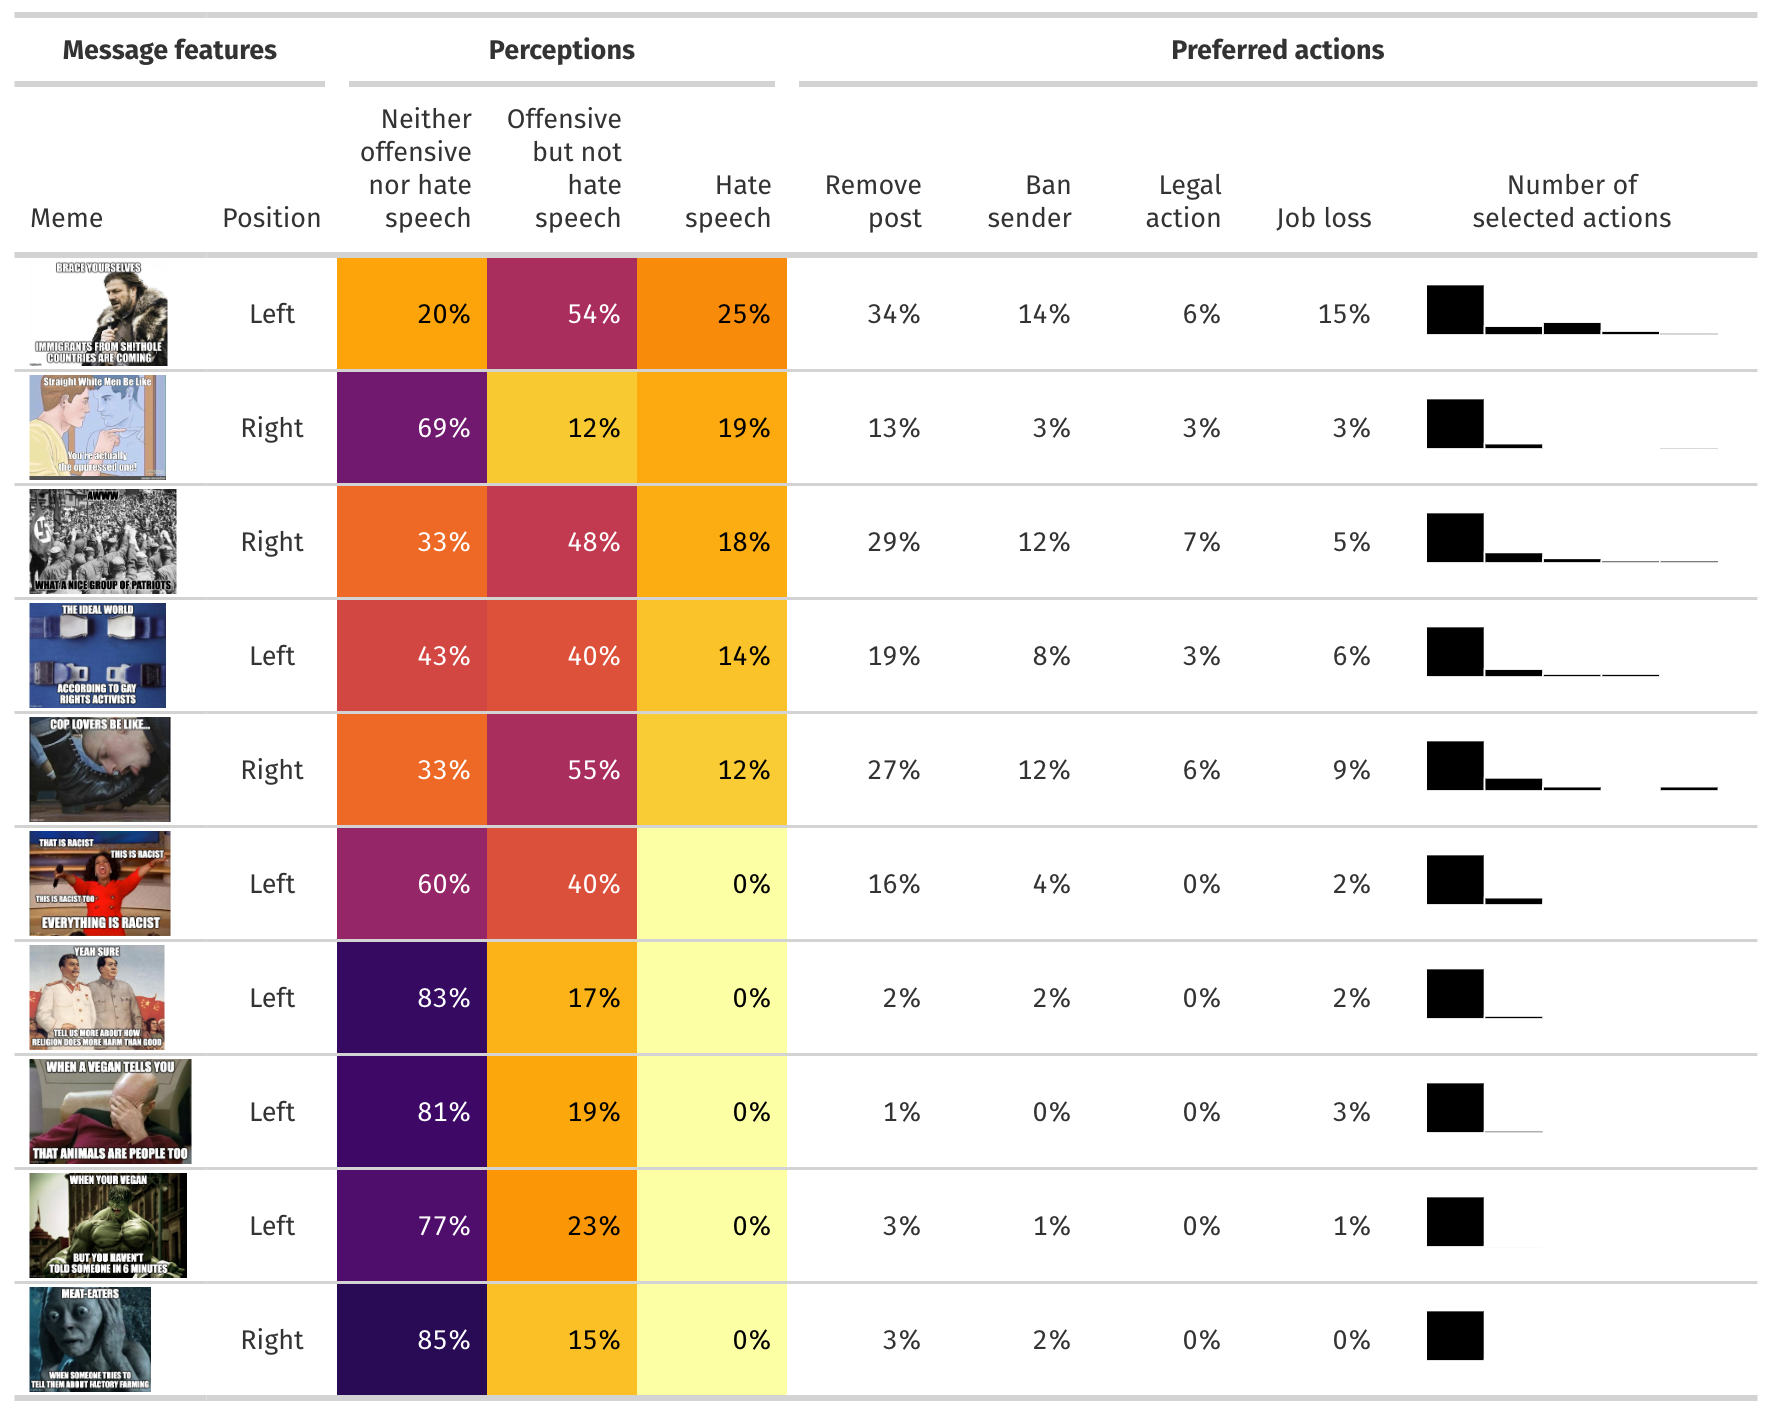 Message features Perceptions Preferred actions
Meme
Position
Neither
offensive
nor hate
speech
Offensive
but not
hate
speech
Hate
speech
Remove
post
Ban
sender
Legal
action
Job loss
Number of
selected actions
BRACE YOURSELVES
IMMIGRANTS FROM SH!THOLE
COUNTRIES ARE COMING
Left 20% 54% 25% 34% 14% 6% 15%
Straight White Men Be Like
You're actually
the oppressed one!
Right 69% 12% 19% 13% 3% 3% 3%
AWWW
WHAT A NICE GROUP OF PATRIOTS
Right 33% 48% 18% 29% 12% 7% 5%
THE IDEAL WORLD
ACCORDING TO GAY
RIGHTS ACTIVISTS
Left 43% 40% 14% 19% 8% 3% 6%
COP LOVERS BE LIKE...
Right 33% 55% 12% 27% 12% 6% 9%
THAT IS RACIST
THIS IS RACIST
THIS IS RACIST TOO
EVERYTHING IS RACIST
Left 60% 40% 0% 16% 4% 0% 2%
YEAH SURE
TELL US MORE ABOUT HOW
RELIGION DOES MORE HARM THAN GOOD
Left 83% 17% 0% 2% 2% 0% 2%
WHEN A VEGAN TELLS YOU
THAT ANIMALS ARE PEOPLE TOO
Left 81% 19% 0% 1% 0% 0% 3%
WHEN YOUR VEGAN
BUT YOU HAVEN'T
TOLD SOMEONE IN 6 MINUTES
Left 77% 23% 0% 3% 1% 0% 1%
MEAT-EATERS
WHEN SOMEONE TRIES TO
TELL THEM ABOUT FACTORY FARMING
Right 85% 15% 0% 3% 2% 0% 0%